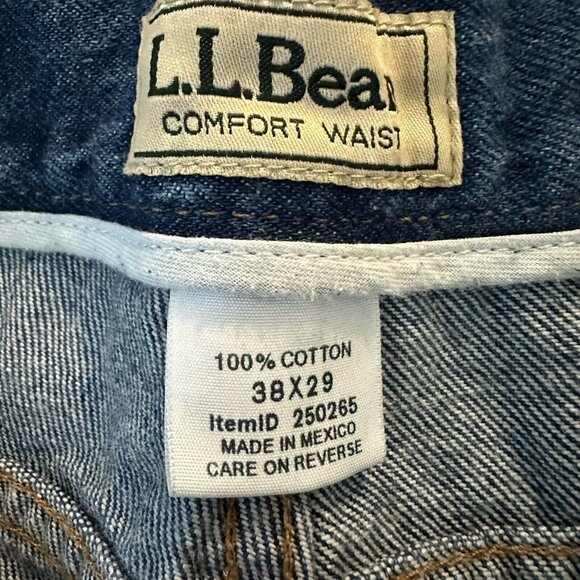 L.L.Bean
COMFORT WAIST
100% COTTON
38X29
ItemID 250265
MADE IN MEXICO
CARE ON REVERSE